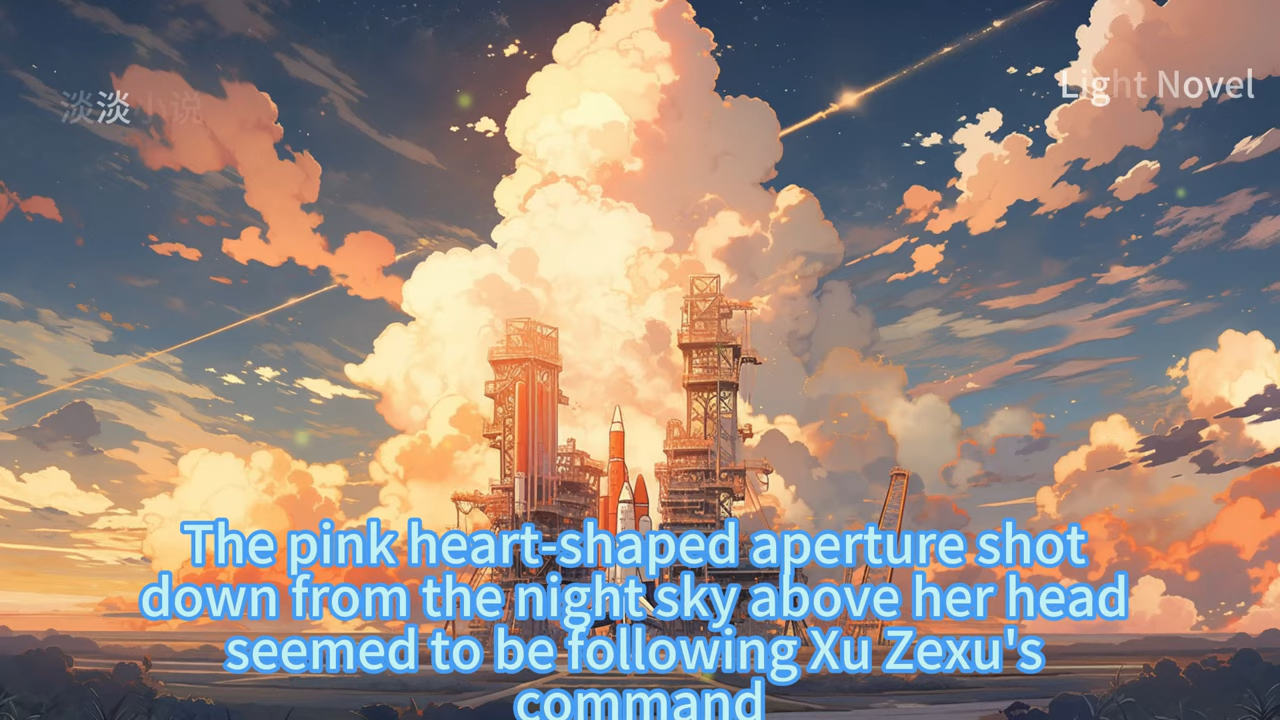 Light Novel
淡淡小说
The pink heart-shaped aperture shot
down from the night sky above her head
seemed to be following Xu Zexu's
command